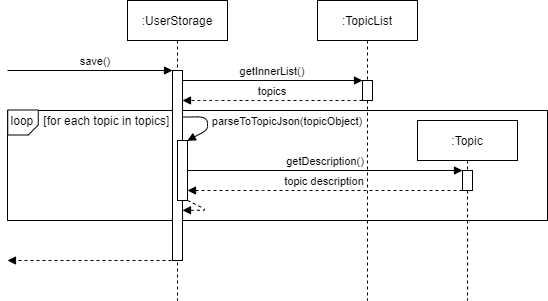 :UserStorage
:TopicList
save()
getInnerList()
topics
loop
[for each topic in topics]
parseToTopicJson(topicObject)
:Topic
getDescription()
topic description